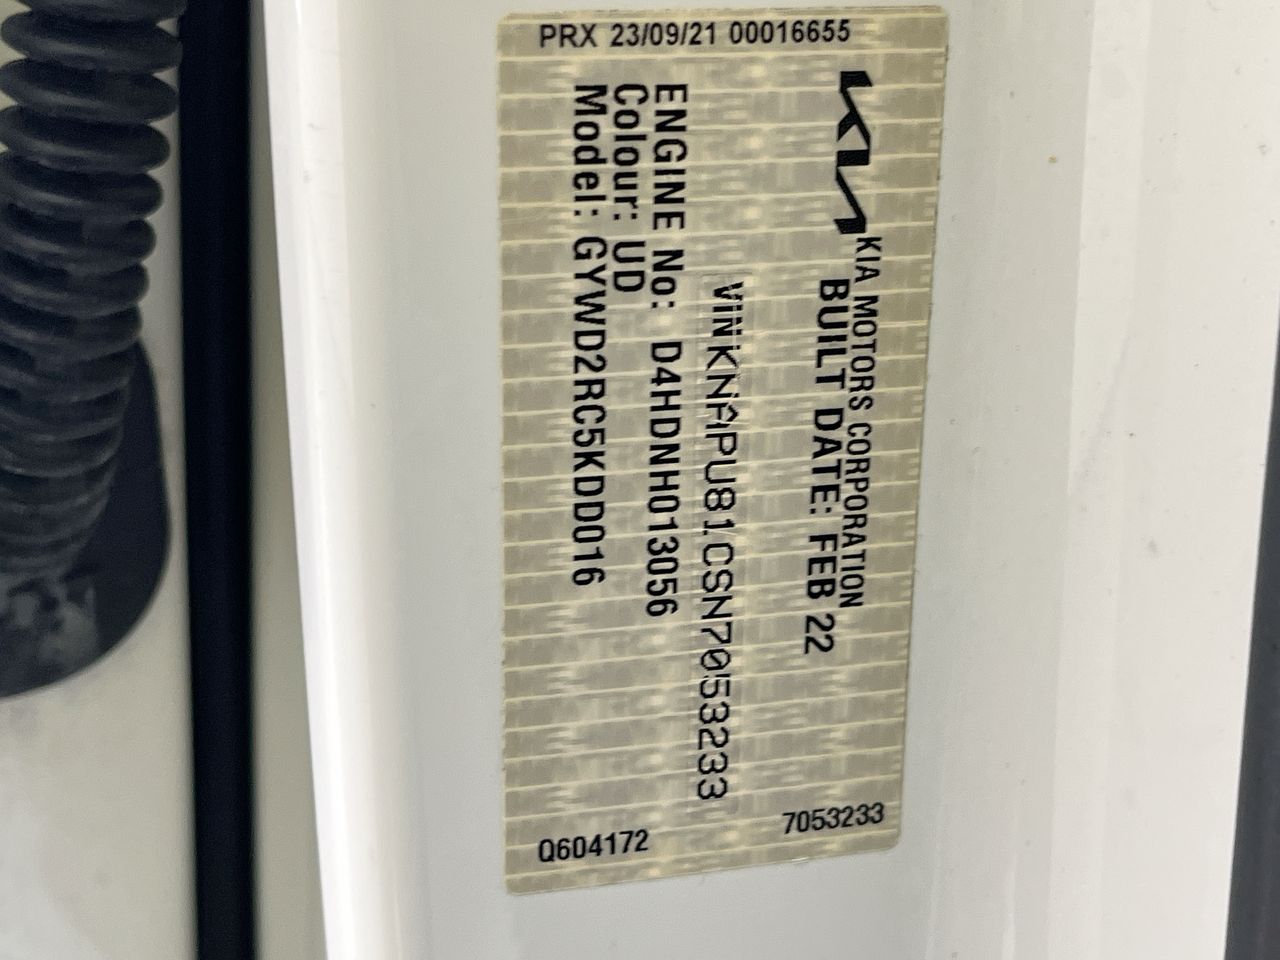 PRX 23/09/21 00016655
KIA
KIA MOTORS CORPORATION
BUILT DATE: FEB 22
VIN KNAPU81CSN7053233
ENGINE No: D4HDNH013056
Colour: UD
Model: GYWD2RC5KDD016
Q604172
7053233